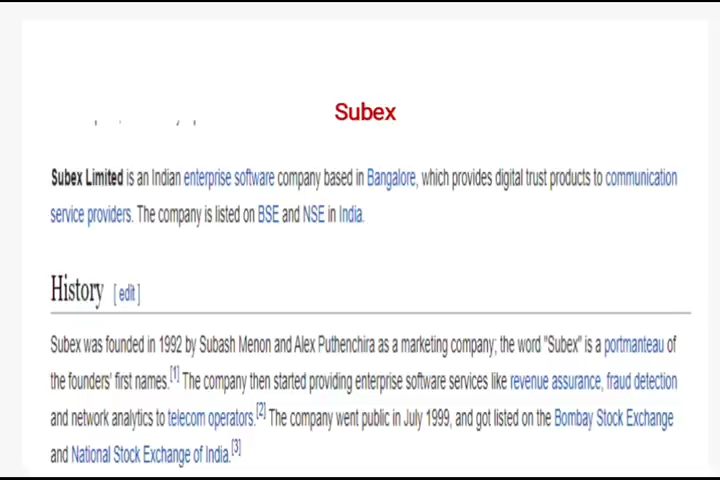 Subex
Subex Limited is an Indian enterprise software company based in Bangalore, which provides digital trust products to communication
service providers. The company is listed on BSE and NSE in India.
History [ edit ]
Subex was founded in 1992 by Subash Menon and Alex Puthenchira as a marketing company; the word "Subex" is a portmanteau of
the founders' first names.[1] The company then started providing enterprise software services like revenue assurance, fraud detection
and network analytics to telecom operators.[2] The company went public in July 1999, and got listed on the Bombay Stock Exchange
and National Stock Exchange of India.[3]